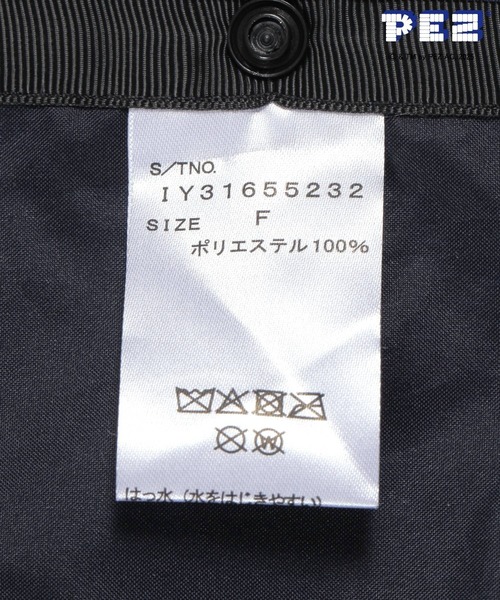 PEZ
S/TNO.
IY31655232
SIZE F
ポリエステル100%
W
はっ水(水をはじきやすい)